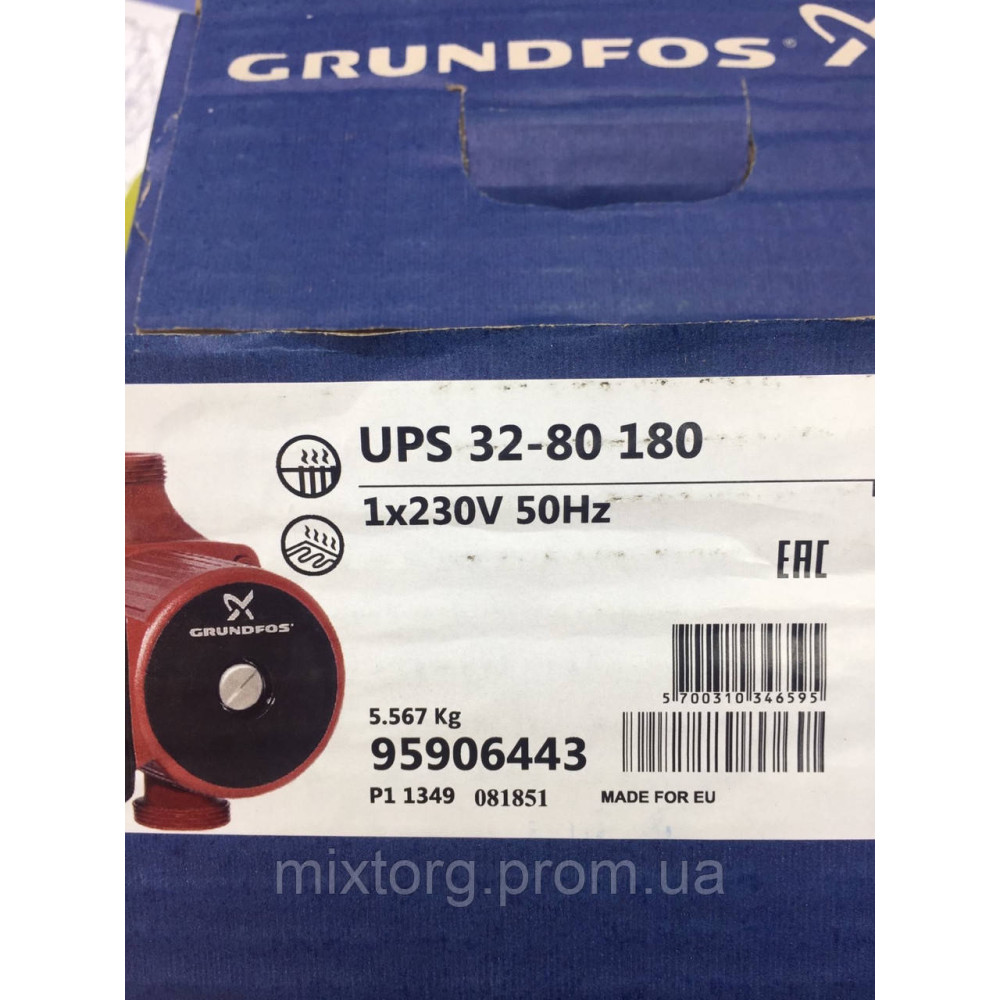 GRUNDFOS
UPS 32-80 180
1x230V 50Hz
EAC
GRUNDFOS
5 700310 346595
5.567 Kg
95906443
P1 1349 081851 MADE FOR EU
mixtorg.prom.ua